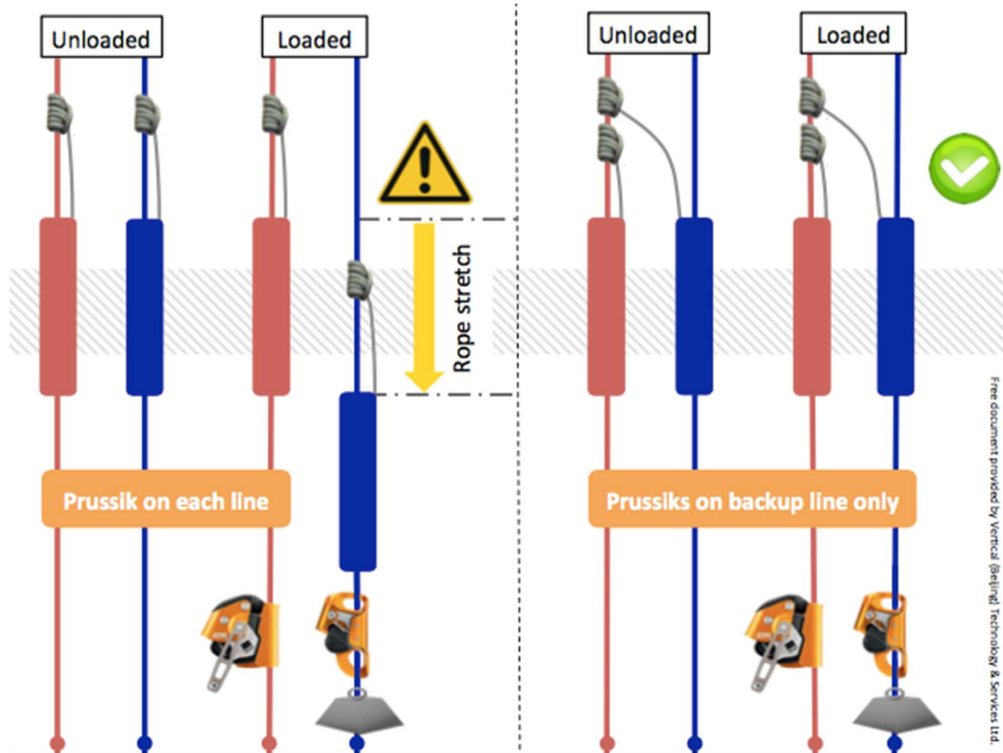 Unloaded
Loaded
Unloaded
Loaded
Rope stretch
Prussik on each line
Prussiks on backup line only
Free document provided by Vertical (Beijing) Technology & Services Ltd.